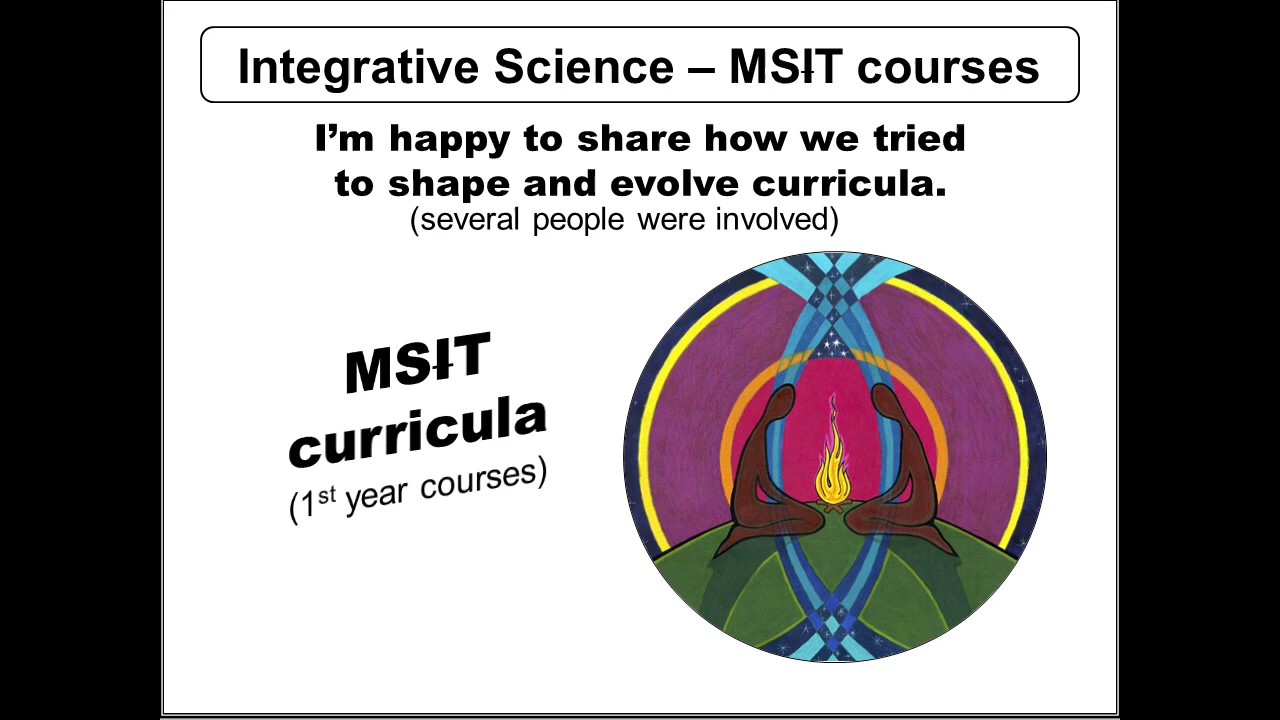 Integrative Science – MSɨT courses
I’m happy to share how we tried
to shape and evolve curricula.
(several people were involved)
MSɨT
curricula
(1st year courses)